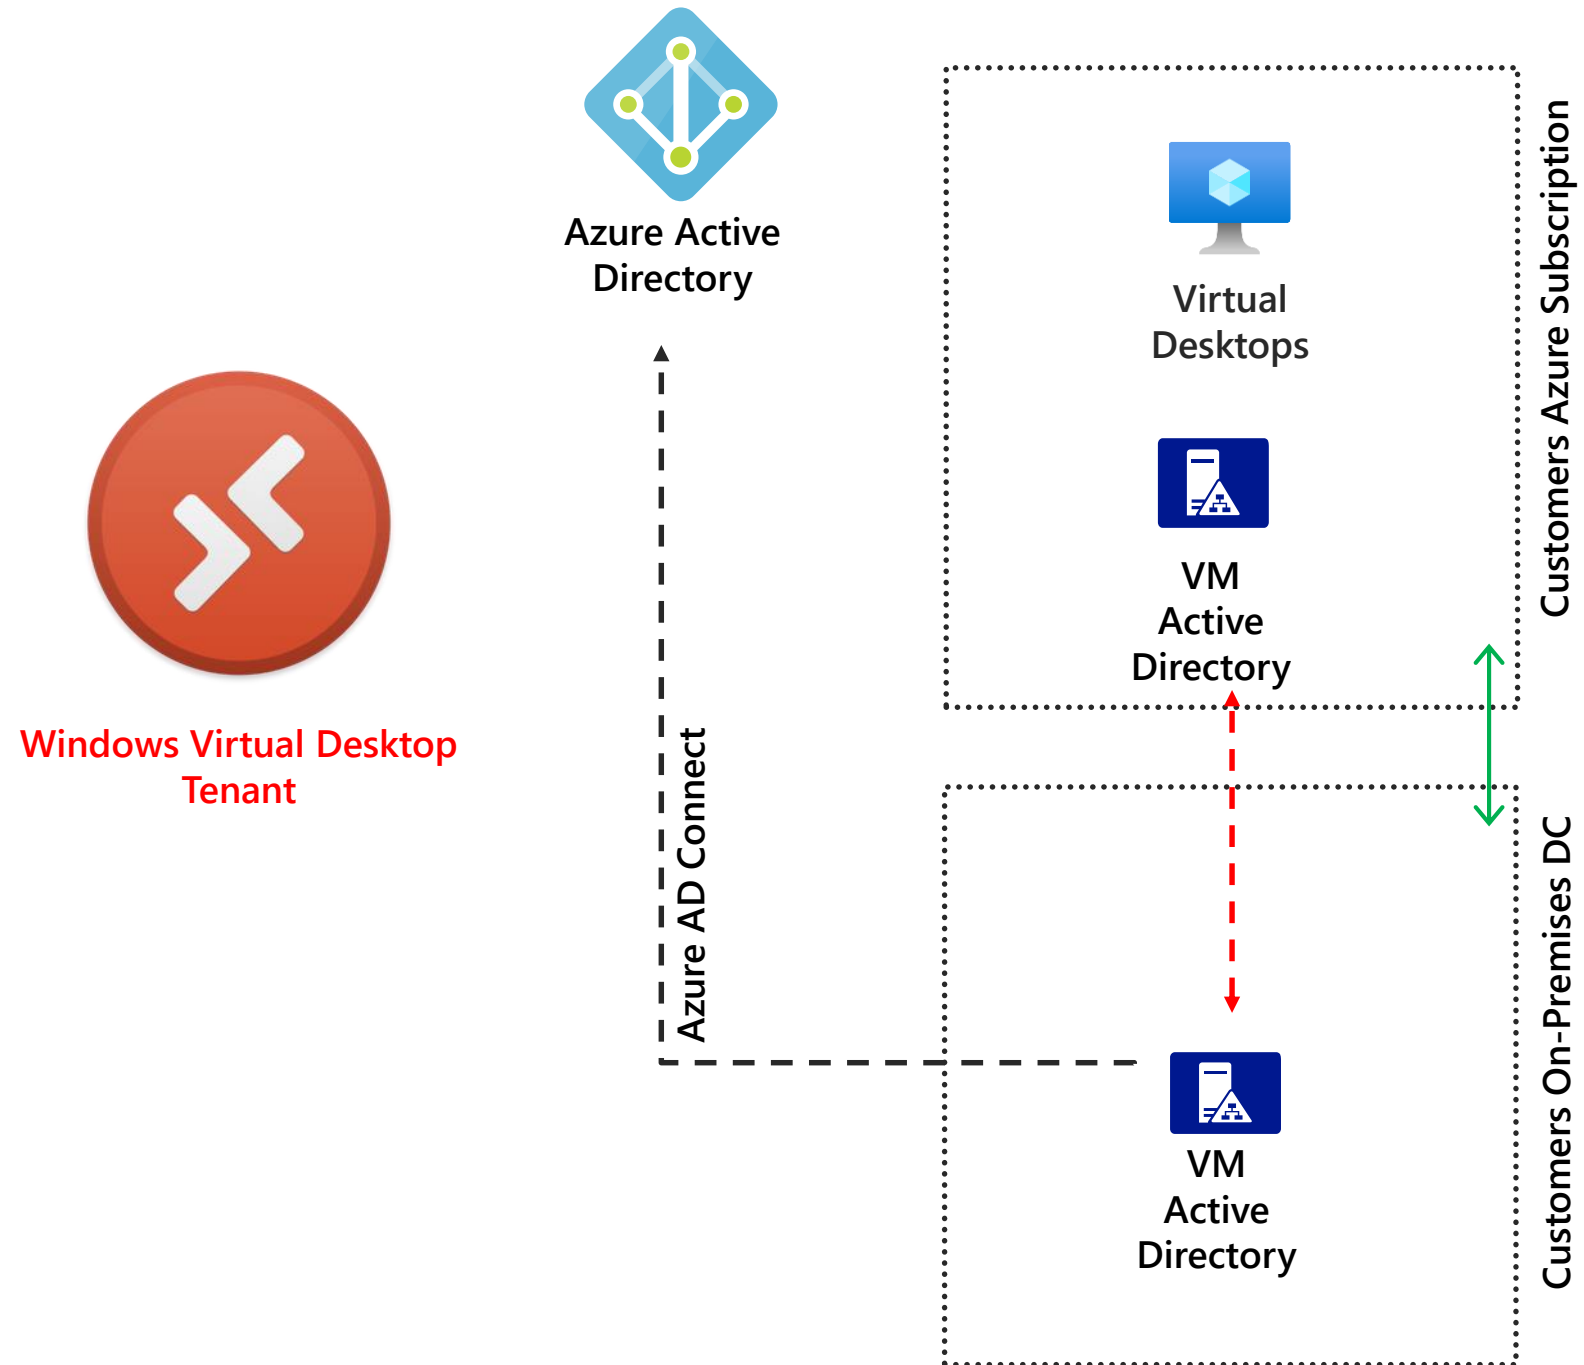 Azure Active
Directory
Virtual
Desktops
Customers Azure Subscription
VM
Active
Directory
Windows Virtual Desktop
Tenant
Azure AD Connect
Customers On-Premises DC
VM
Active
Directory